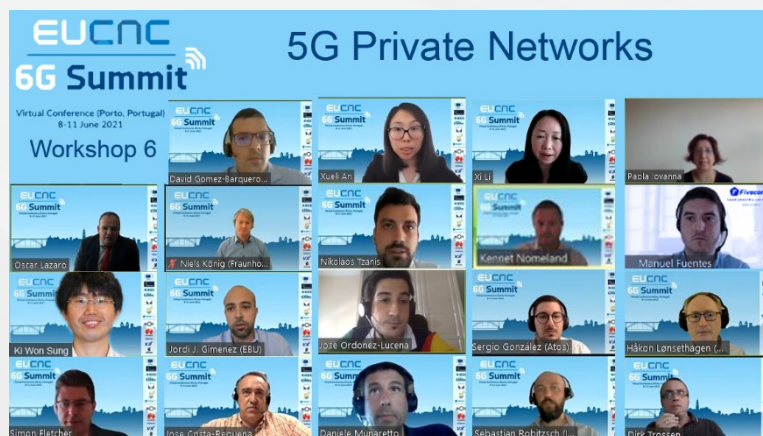 EUCNC
6G Summit
5G Private Networks
Virtual Conference (Porto, Portugal)
8-11 June 2021
Workshop 6
David Gomez-Barquero...
Xueli An
Xi Li
Paola Iovanna
Oscar Lazaro
Niels König (Fraunho...
Nikolaos Tzanis
Kennet Nomeland
Fivecom
Manuel Fuentes
Ki Won Sung
Jordi J. Gimenez (EBU)
Jose Ordonez-Lucena
Sergio González (Atos)
Håkon Lønsethagen (...
Simon Fletcher
Jose Costa-Requena
Daniele Munaretto
Sebastian Robitzsch (I...
Dirk Trossen